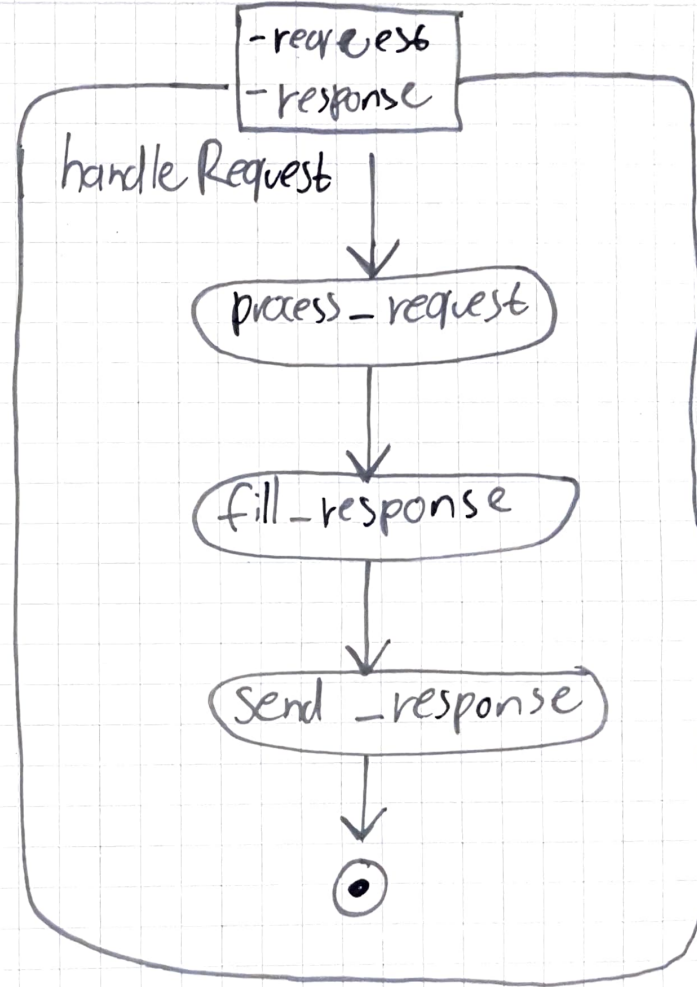 -request
-response
handleRequest
process_request
fill_response
send_response